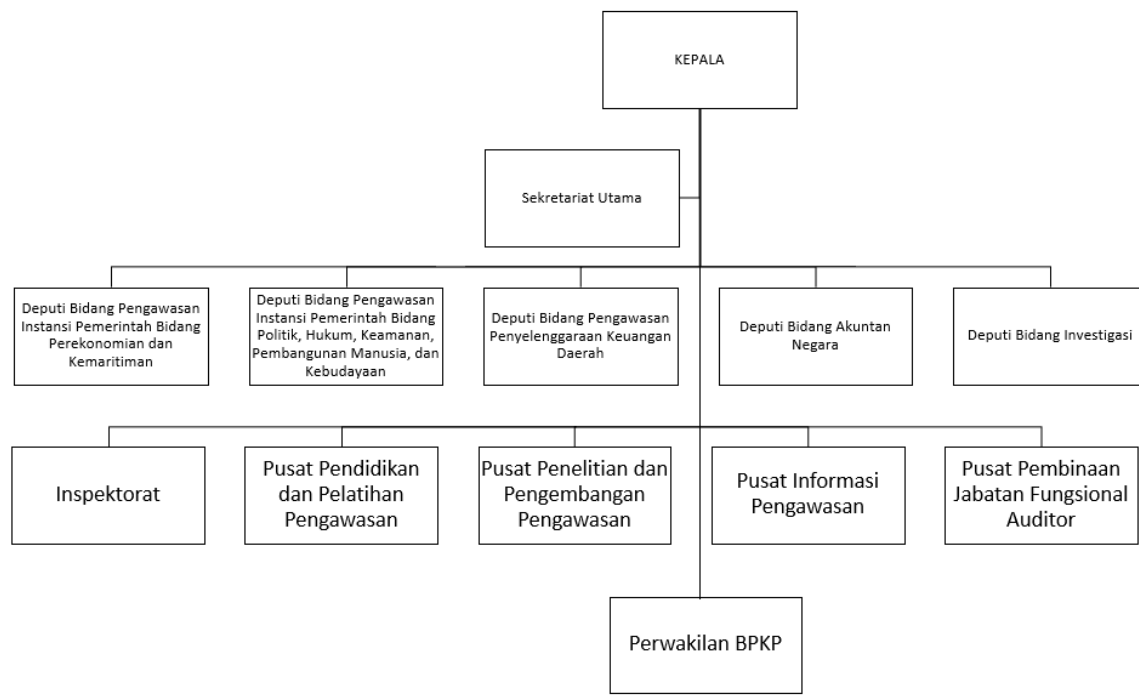 KEPALA
Sekretariat Utama
Deputi Bidang Pengawasan
Instansi Pemerintah Bidang
Perekonomian dan
Kemaritiman
Deputi Bidang Pengawasan
Instansi Pemerintah Bidang
Politik, Hukum, Keamanan,
Pembangunan Manusia, dan
Kebudayaan
Deputi Bidang Pengawasan
Penyelenggaraan Keuangan
Daerah
Deputi Bidang Akuntan
Negara
Deputi Bidang Investigasi
Inspektorat
Pusat Pendidikan
dan Pelatihan
Pengawasan
Pusat Penelitian dan
Pengembangan
Pengawasan
Pusat Informasi
Pengawasan
Pusat Pembinaan
Jabatan Fungsional
Auditor
Perwakilan BPKP